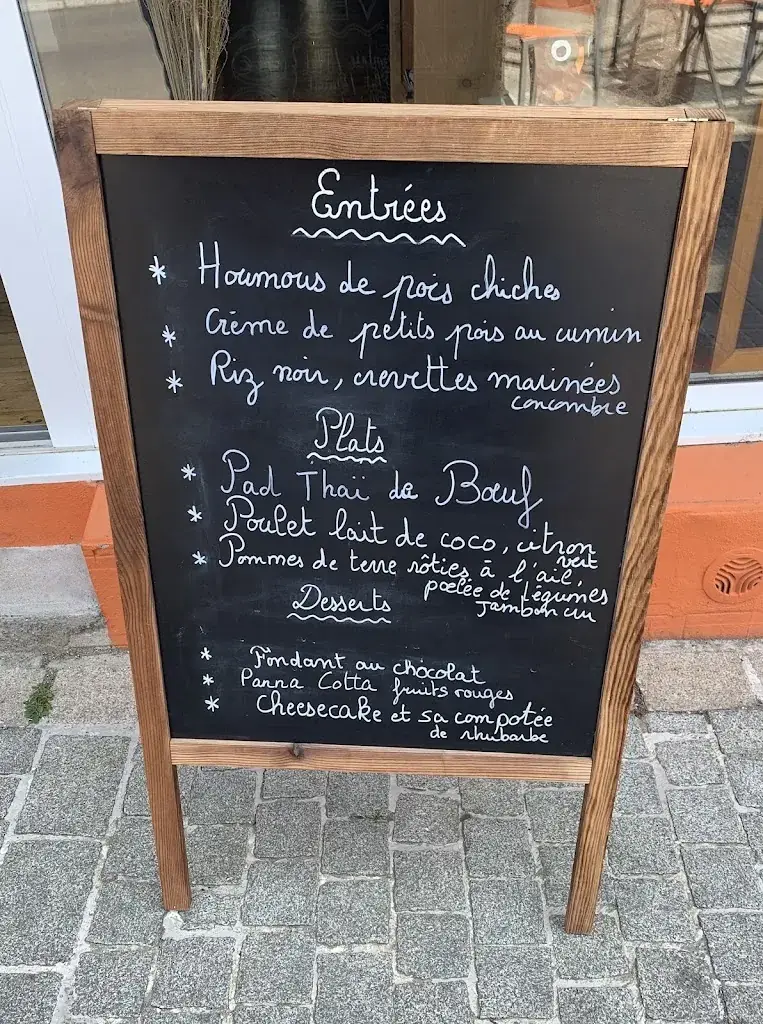 Entrées
* Houmous de pois chiches
* Crème de petits pois au cumin
* Riz noir, crevettes marinées
concombre
Plats
* Pad Thaï de Bœuf
* Poulet lait de coco, citron
vert
* Pommes de terre rôties à l'ail,
poêlée de légumes
jambon cru
Desserts
* Fondant au chocolat
* Panna Cotta fruits rouges
* Cheesecake et sa compotée
de rhubarbe